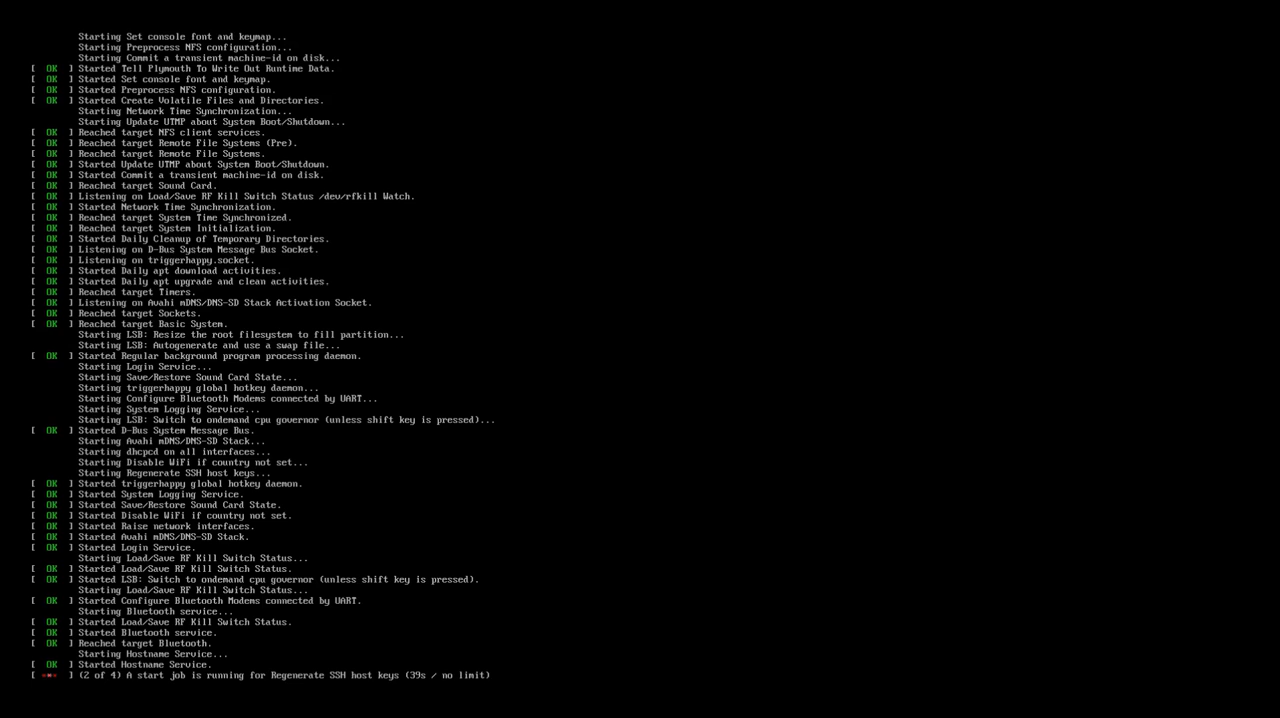 Starting Set console font and keymap...
Starting Preprocess NFS configuration...
Starting Commit a transient machine-id on disk...
[  OK  ] Started Tell Plymouth To Write Out Runtime Data.
[  OK  ] Started Set console font and keymap.
[  OK  ] Started Preprocess NFS configuration.
[  OK  ] Started Create Volatile Files and Directories.
Starting Network Time Synchronization...
Starting Update UTMP about System Boot/Shutdown...
[  OK  ] Reached target NFS client services.
[  OK  ] Reached target Remote File Systems (Pre).
[  OK  ] Reached target Remote File Systems.
[  OK  ] Started Update UTMP about System Boot/Shutdown.
[  OK  ] Started Commit a transient machine-id on disk.
[  OK  ] Reached target Sound Card.
[  OK  ] Listening on Load/Save RF Kill Switch Status /dev/rfkill Watch.
[  OK  ] Started Network Time Synchronization.
[  OK  ] Reached target System Time Synchronized.
[  OK  ] Reached target System Initialization.
[  OK  ] Started Daily Cleanup of Temporary Directories.
[  OK  ] Listening on D-Bus System Message Bus Socket.
[  OK  ] Listening on triggerhappy.socket.
[  OK  ] Started Daily apt download activities.
[  OK  ] Started Daily apt upgrade and clean activities.
[  OK  ] Reached target Timers.
[  OK  ] Listening on Avahi mDNS/DNS-SD Stack Activation Socket.
[  OK  ] Reached target Sockets.
[  OK  ] Reached target Basic System.
Starting LSB: Resize the root filesystem to fill partition...
Starting LSB: Autogenerate and use a swap file...
[  OK  ] Started Regular background program processing daemon.
Starting Login Service...
Starting Save/Restore Sound Card State...
Starting triggerhappy global hotkey daemon...
Starting Configure Bluetooth Modems connected by UART...
Starting System Logging Service...
Starting LSB: Switch to ondemand cpu governor (unless shift key is pressed)...
[  OK  ] Started D-Bus System Message Bus.
Starting Avahi mDNS/DNS-SD Stack...
Starting dhcpcd on all interfaces...
Starting Disable WiFi if country not set...
Starting Regenerate SSH host keys...
[  OK  ] Started triggerhappy global hotkey daemon.
[  OK  ] Started System Logging Service.
[  OK  ] Started Save/Restore Sound Card State.
[  OK  ] Started Disable WiFi if country not set.
[  OK  ] Started Raise network interfaces.
[  OK  ] Started Avahi mDNS/DNS-SD Stack.
[  OK  ] Started Login Service.
Starting Load/Save RF Kill Switch Status...
[  OK  ] Started Load/Save RF Kill Switch Status.
[  OK  ] Started LSB: Switch to ondemand cpu governor (unless shift key is pressed).
Starting Load/Save RF Kill Switch Status...
[  OK  ] Started Configure Bluetooth Modems connected by UART.
Starting Bluetooth service...
[  OK  ] Started Load/Save RF Kill Switch Status.
[  OK  ] Started Bluetooth service.
[  OK  ] Reached target Bluetooth.
Starting Hostname Service...
[  OK  ] Started Hostname Service.
[ *** ] (2 of 4) A start job is running for Regenerate SSH host keys (39s / no limit)